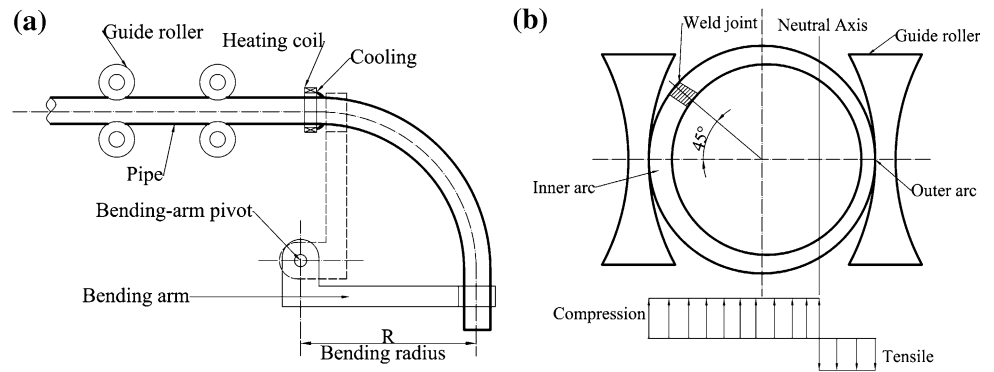 (a)
Guide roller
Heating coil
Cooling
Pipe
Bending-arm pivot
Bending arm
R
Bending radius
(b)
Weld joint
Neutral Axis
Guide roller
45°
Inner arc
Outer arc
Compression
Tensile